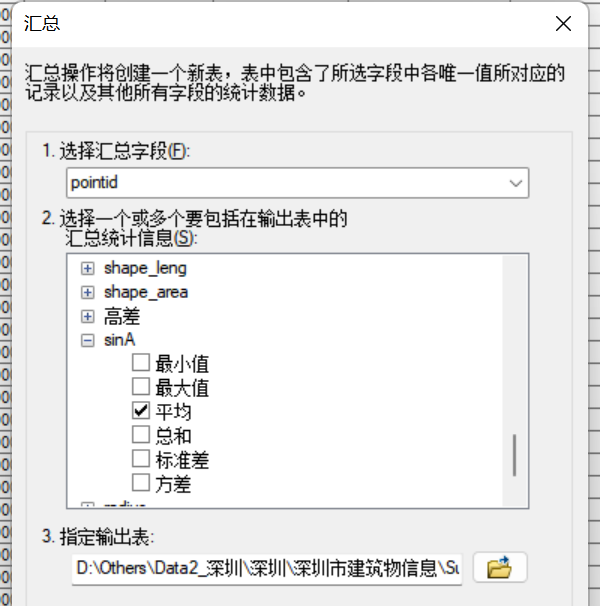 汇总
汇总操作将创建一个新表，表中包含了所选字段中各唯一值所对应的
记录以及其他所有字段的统计数据。
1. 选择汇总字段(F):
pointid
2. 选择一个或多个要包括在输出表中的
汇总统计信息(S):
shape_leng
shape_area
高差
sinA
最小值
最大值
平均
总和
标准差
方差
3. 指定输出表:
D:\Others\Data2_深圳\深圳\深圳市建筑物信息\Su